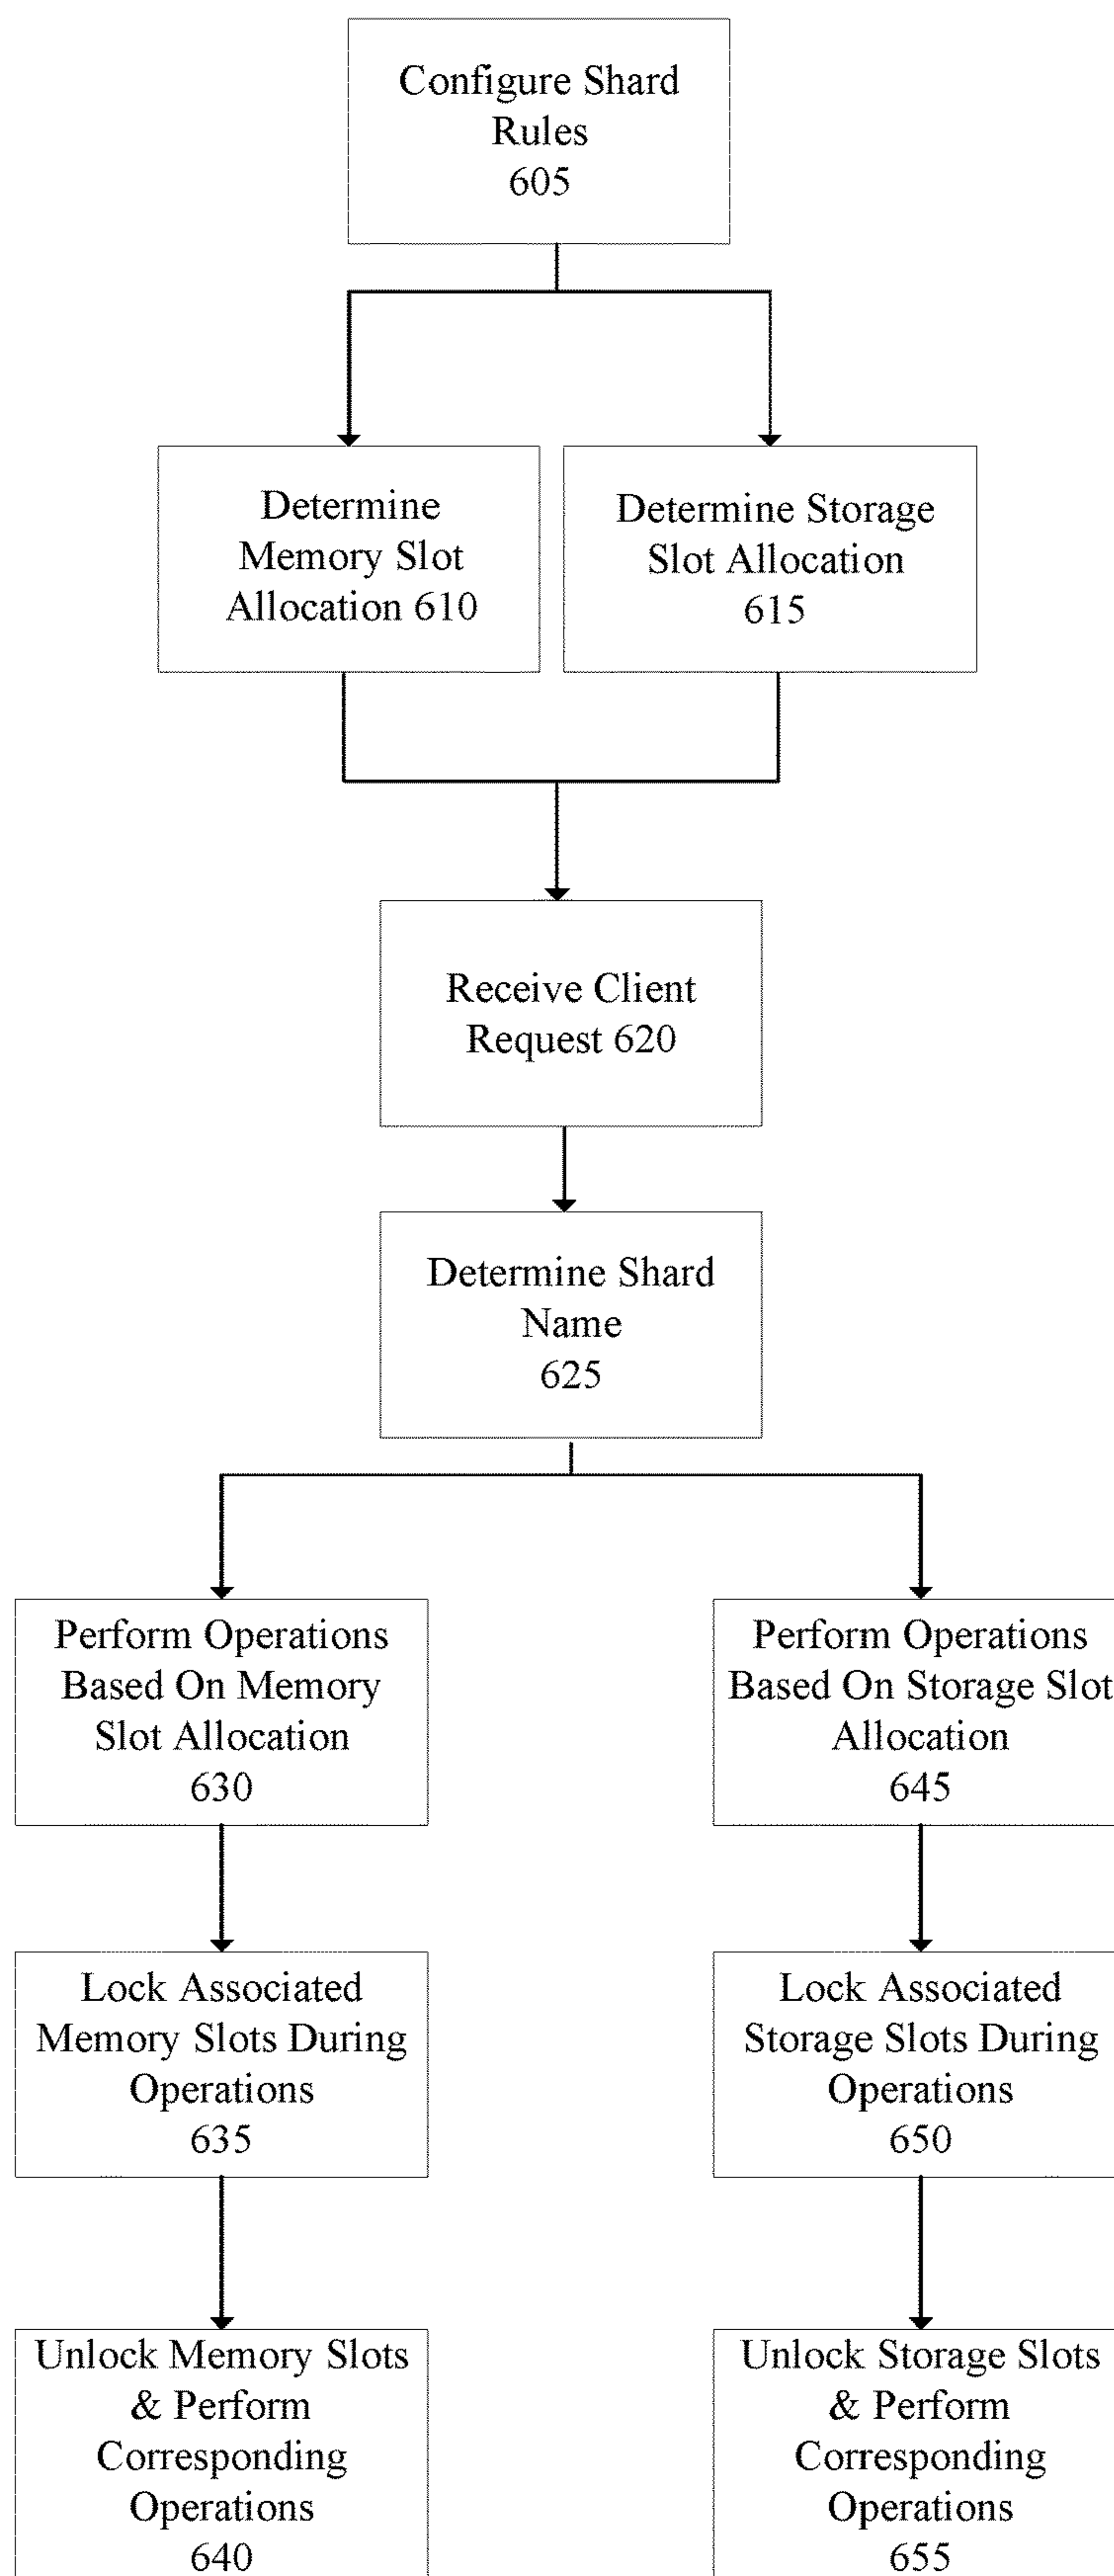 Configure Shard
Rules
605
Determine
Memory Slot
Allocation 610
Determine Storage
Slot Allocation
615
Receive Client
Request 620
Determine Shard
Name
625
Perform Operations
Based On Memory
Slot Allocation
630
Perform Operations
Based On Storage Slot
Allocation
645
Lock Associated
Memory Slots During
Operations
635
Lock Associated
Storage Slots During
Operations
650
Unlock Memory Slots
& Perform
Corresponding
Operations
640
Unlock Storage Slots
& Perform
Corresponding
Operations
655